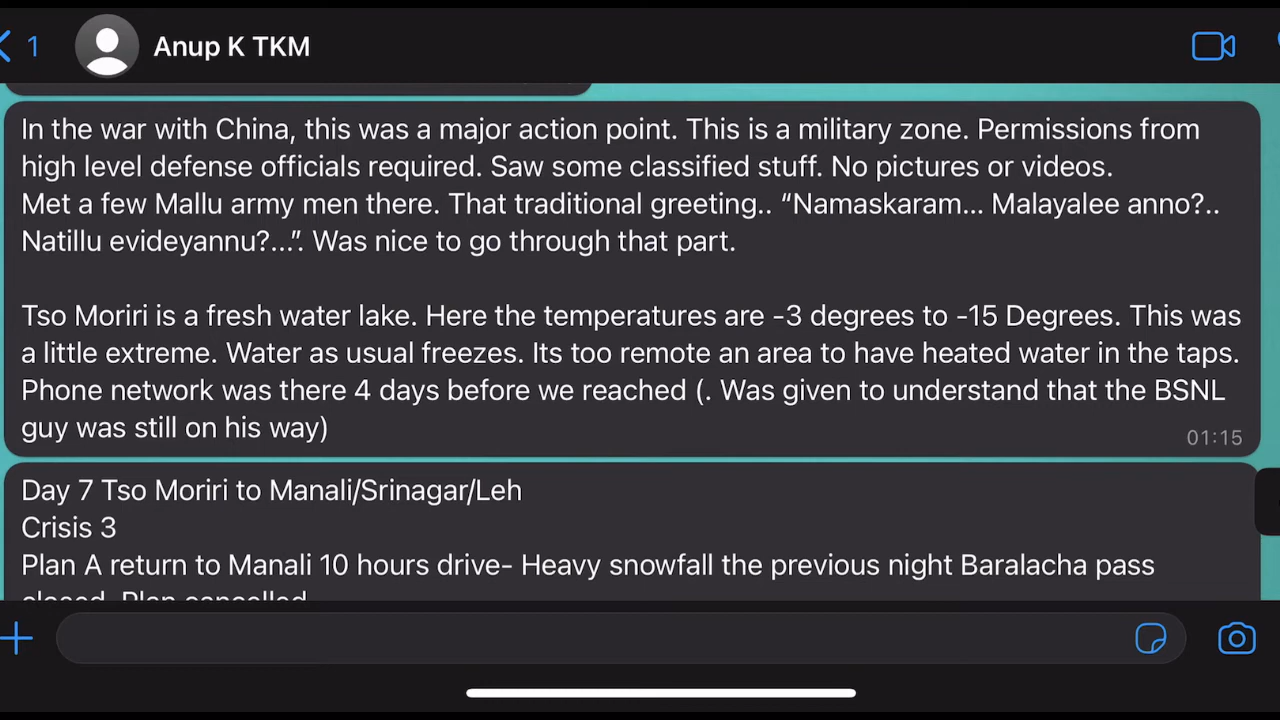 1
Anup K TKM
In the war with China, this was a major action point. This is a military zone. Permissions from
high level defense officials required. Saw some classified stuff. No pictures or videos.
Met a few Mallu army men there. That traditional greeting.. “Namaskaram... Malayalee anno?..
Natillu evideyannu?...”. Was nice to go through that part.
Tso Moriri is a fresh water lake. Here the temperatures are -3 degrees to -15 Degrees. This was
a little extreme. Water as usual freezes. Its too remote an area to have heated water in the taps.
Phone network was there 4 days before we reached (. Was given to understand that the BSNL
guy was still on his way)
01:15
Day 7 Tso Moriri to Manali/Srinagar/Leh
Crisis 3
Plan A return to Manali 10 hours drive- Heavy snowfall the previous night Baralacha pass
closed. Plan cancelled